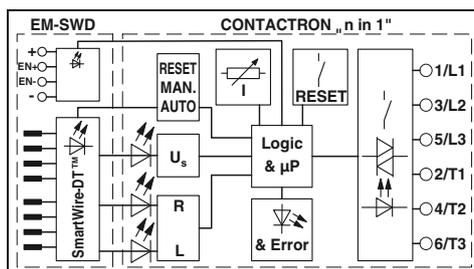 EM-SWD
CONTACTRON „n in 1"
+
EN+
EN-
-
SmartWire-DT™
RESET
MAN.
AUTO
I
RESET
Us
R
L
Logic
& µP
& Error
1/L1
3/L2
5/L3
2/T1
4/T2
6/T3